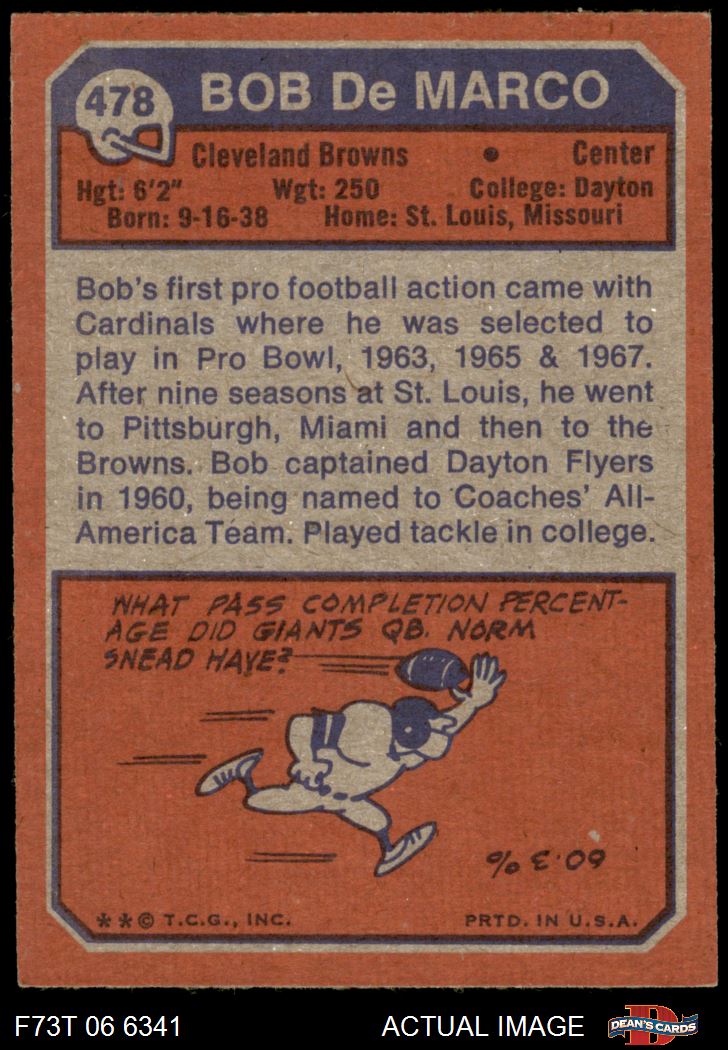 478
BOB De MARCO
Cleveland Browns • Center
Hgt: 6'2" Wgt: 250 College: Dayton
Born: 9-16-38 Home: St. Louis, Missouri
Bob's first pro football action came with
Cardinals where he was selected to
play in Pro Bowl, 1963, 1965 & 1967.
After nine seasons at St. Louis, he went
to Pittsburgh, Miami and then to the
Browns. Bob captained Dayton Flyers
in 1960, being named to Coaches' All-
America Team. Played tackle in college.
WHAT PASS COMPLETION PERCENT-
AGE DID GIANTS QB. NORM
SNEAD HAVE?
60.3 %
**© T.C.G., INC. PRTD. IN U.S.A.
F73T 06 6341 ACTUAL IMAGE
D
DEAN'S CARDS